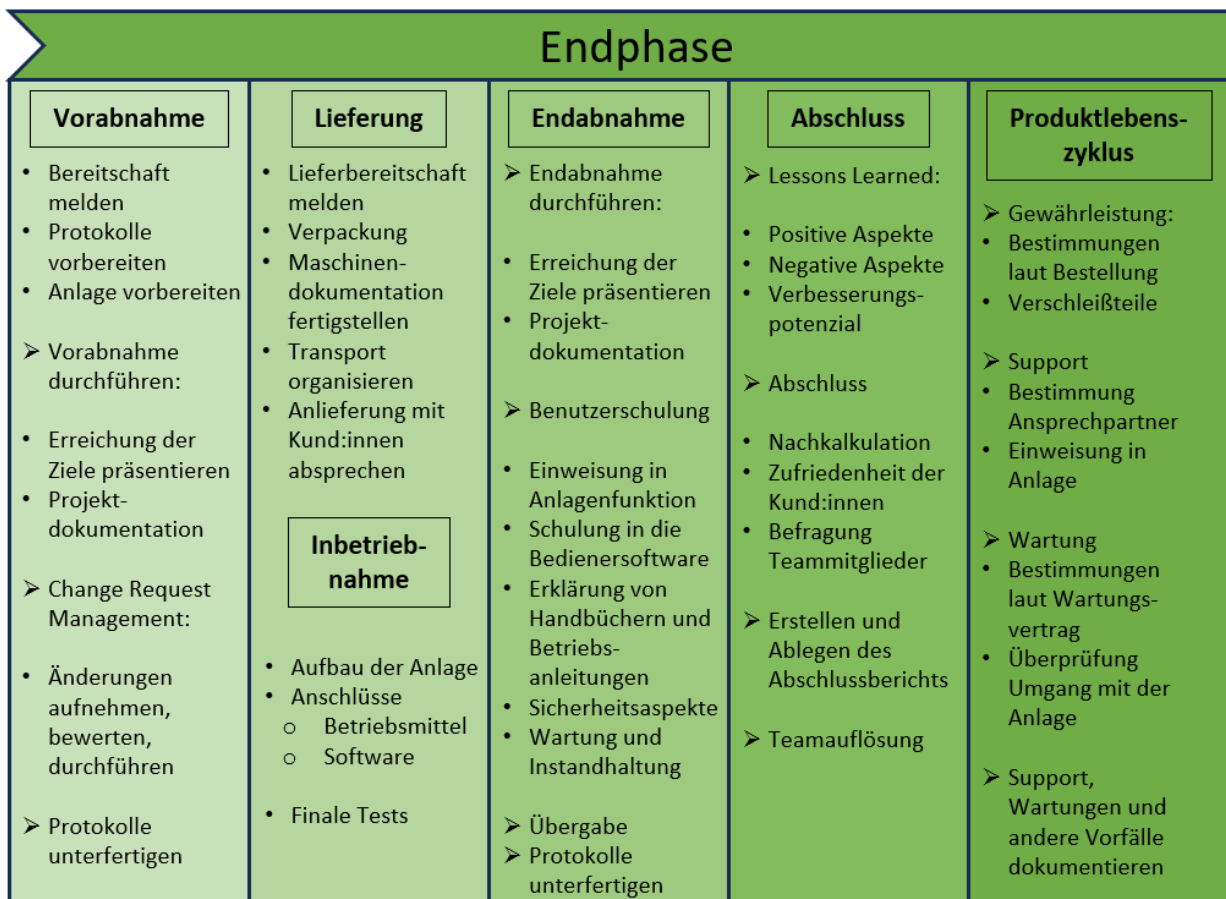 Endphase
Vorabnahme
• Bereitschaft
melden
• Protokolle
vorbereiten
• Anlage vorbereiten
➢ Vorabnahme
durchführen:
• Erreichung der
Ziele präsentieren
• Projekt-
dokumentation
➢ Change Request
Management:
• Änderungen
aufnehmen,
bewerten,
durchführen
➢ Protokolle
unterfertigen
Lieferung
• Lieferbereitschaft
melden
• Verpackung
• Maschinen-
dokumentation
fertigstellen
• Transport
organisieren
• Anlieferung mit
Kund:innen
absprechen
Inbetrieb-
nahme
• Aufbau der Anlage
• Anschlüsse
o Betriebsmittel
o Software
• Finale Tests
Endabnahme
➢ Endabnahme
durchführen:
• Erreichung der
Ziele präsentieren
• Projekt-
dokumentation
➢ Benutzerschulung
• Einweisung in
Anlagenfunktion
• Schulung in die
Bedienersoftware
• Erklärung von
Handbüchern und
Betriebs-
anleitungen
• Sicherheitsaspekte
• Wartung und
Instandhaltung
➢ Übergabe
➢ Protokolle
unterfertigen
Abschluss
➢ Lessons Learned:
• Positive Aspekte
• Negative Aspekte
• Verbesserungs-
potenzial
➢ Abschluss
• Nachkalkulation
• Zufriedenheit der
Kund:innen
• Befragung
Teammitglieder
➢ Erstellen und
Ablegen des
Abschlussberichts
➢ Teamauflösung
Produktlebens-
zyklus
➢ Gewährleistung:
• Bestimmungen
laut Bestellung
• Verschleißteile
➢ Support
• Bestimmung
Ansprechpartner
• Einweisung in
Anlage
➢ Wartung
• Bestimmungen
laut Wartungs-
vertrag
• Überprüfung
Umgang mit der
Anlage
➢ Support,
Wartungen und
andere Vorfälle
dokumentieren